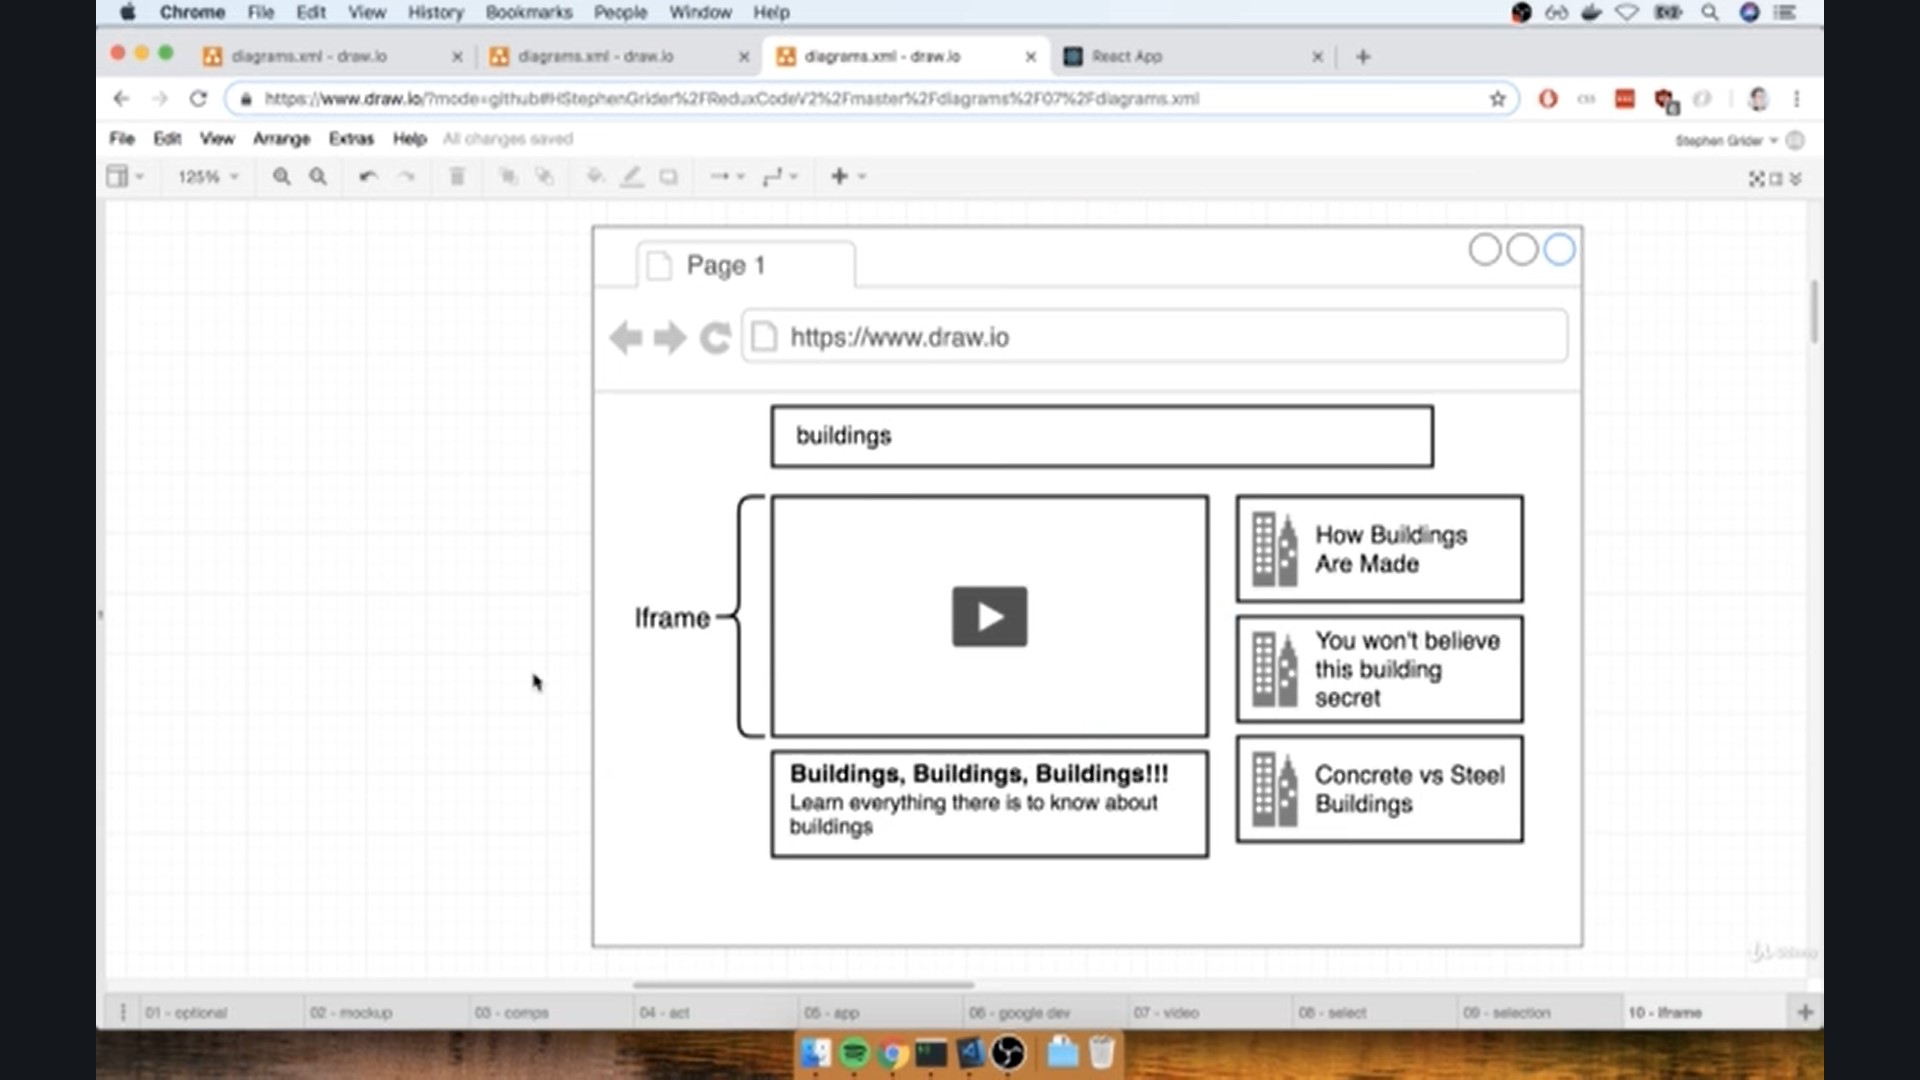 Chrome File Edit View History Bookmarks People Window Help
diagrams.xml - draw.io
diagrams.xml - draw.io
diagrams.xml - draw.io
React App
https://www.draw.io/?mode=github#HStephenGrider%2FReduxCodeV2%2Fmaster%2Fdiagrams%2F07%2Fdiagrams.xml
File Edit View Arrange Extras Help All changes saved
Stephen Grider
125%
Page 1
https://www.draw.io
buildings
Iframe
How Buildings
Are Made
You won't believe
this building
secret
Buildings, Buildings, Buildings!!!
Learn everything there is to know about
buildings
Concrete vs Steel
Buildings
Udemy
01 - optional
02 - mockup
03 - comps
04 - act
05 - app
06 - google dev
07 - video
08 - select
09 - selection
10 - iframe